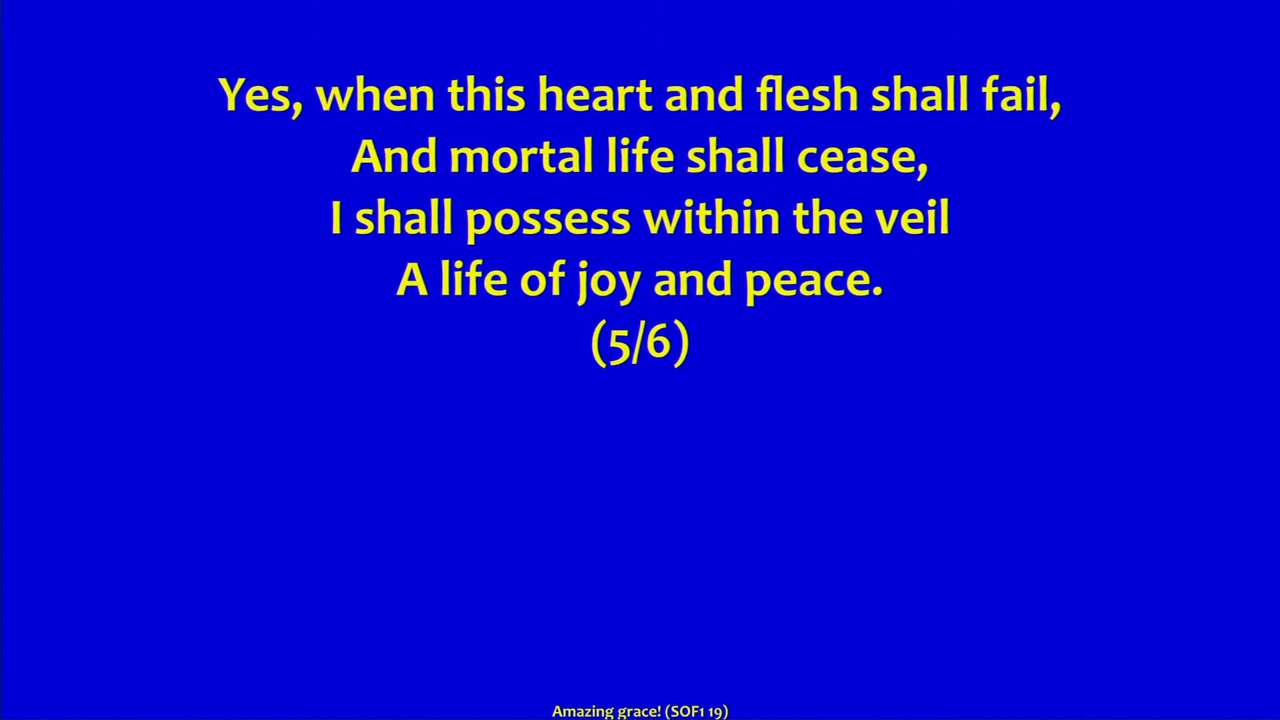 Yes, when this heart and flesh shall fail,
And mortal life shall cease,
I shall possess within the veil
A life of joy and peace.
(5/6)
Amazing grace! (SOF1 19)